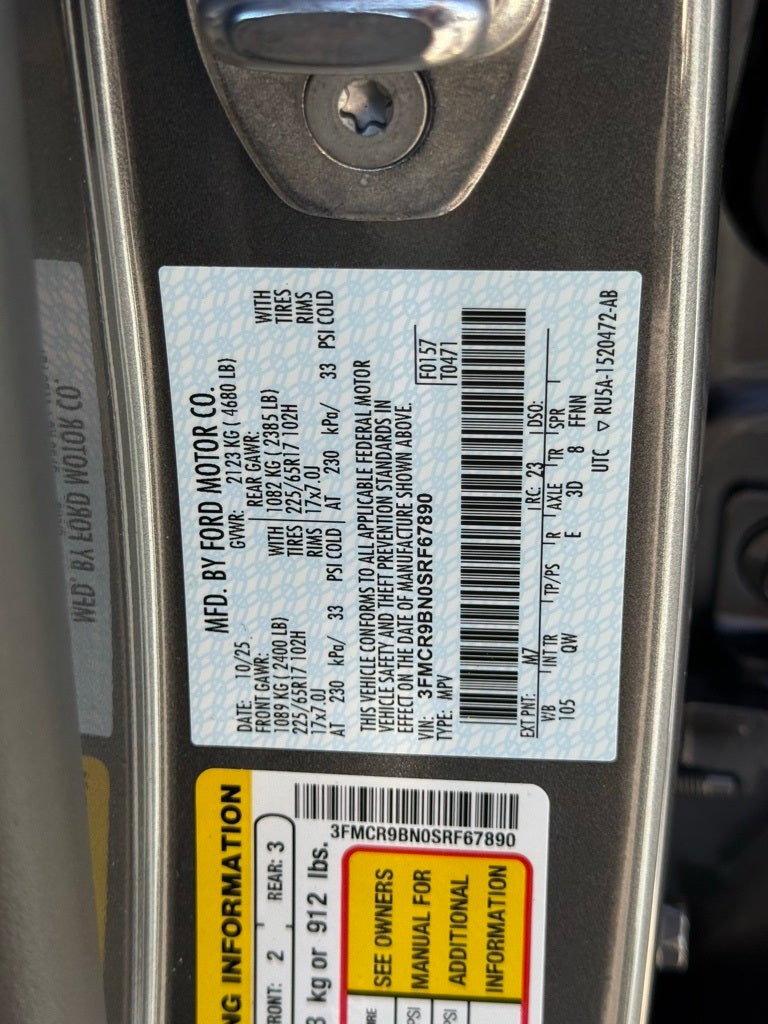 MFD. BY FORD MOTOR CO.
DATE: 10/25
GVWR: 2123 KG ( 4680 LB)
FRONT GAWR:
1089 KG ( 2400 LB)
WITH
TIRES
RIMS
225/65R17 102H
17x7.0J
AT 230 kPa/ 33 PSI COLD
REAR GAWR:
1082 KG ( 2385 LB)
WITH
TIRES
RIMS
225/65R17 102H
17x7.0J
AT 230 kPa/ 33 PSI COLD
THIS VEHICLE CONFORMS TO ALL APPLICABLE FEDERAL MOTOR
VEHICLE SAFETY AND THEFT PREVENTION STANDARDS IN
EFFECT ON THE DATE OF MANUFACTURE SHOWN ABOVE.
VIN: 3FMCR9BN0SRF67890
TYPE: MPV
F0157
T0471
EXT PNT: M7 RC: 23 DSO:
W/B INT TR TP/PS R AXLE TR SPR
105 QW E 3D 8 FFNN
UTC ▽ RU5A-1520472-AB
MFD. BY FORD MOTOR CO.
NG INFORMATION
FRONT: 2 REAR: 3
3 kg or 912 lbs.
3FMCR9BN0SRF67890
SEE OWNERS
MANUAL FOR
ADDITIONAL
INFORMATION
PSI
PSI